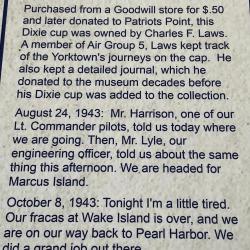 Purchased from a Goodwill store for $.50
and later donated to Patriots Point, this
Dixie cup was owned by Charles F. Laws.
A member of Air Group 5, Laws kept track
of the Yorktown's journeys on the cap. He
also kept a detailed journal, which he
donated to the museum decades before
his Dixie cup was added to the collection.
August 24, 1943: Mr. Harrison, one of our
Lt. Commander pilots, told us today where
we are going. Then, Mr. Lyle, our
engineering officer, told us about the same
thing this afternoon. We are headed for
Marcus Island.
October 8, 1943: Tonight I'm a little tired.
Our fracas at Wake Island is over, and we
are on our way back to Pearl Harbor. We
did a grand job out there